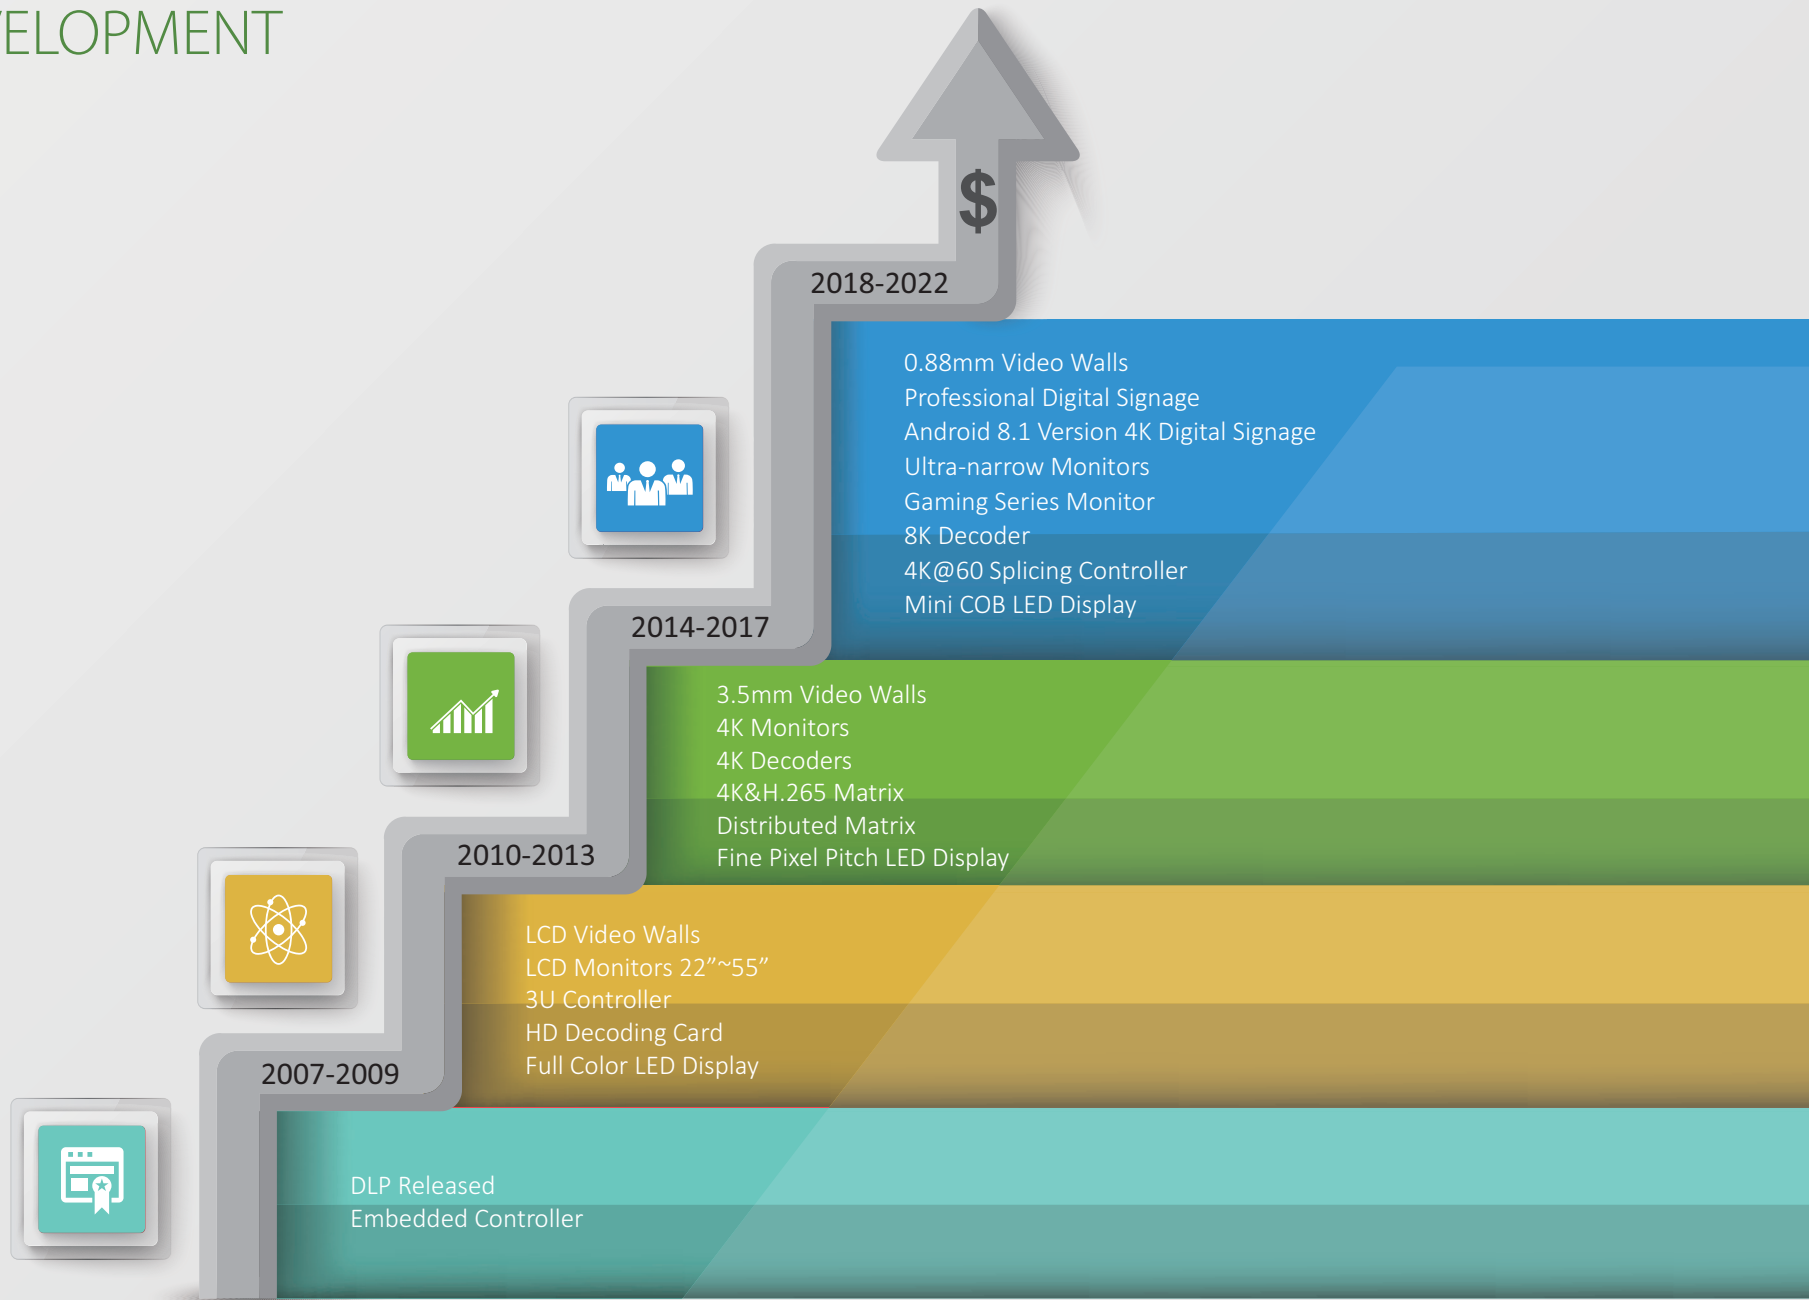 ELOPMENT
$
2018-2022
0.88mm Video Walls
Professional Digital Signage
Android 8.1 Version 4K Digital Signage
Ultra-narrow Monitors
Gaming Series Monitor
8K Decoder
4K@60 Splicing Controller
Mini COB LED Display
2014-2017
3.5mm Video Walls
4K Monitors
4K Decoders
4K&H.265 Matrix
Distributed Matrix
Fine Pixel Pitch LED Display
2010-2013
LCD Video Walls
LCD Monitors 22”~55”
3U Controller
HD Decoding Card
Full Color LED Display
2007-2009
DLP Released
Embedded Controller